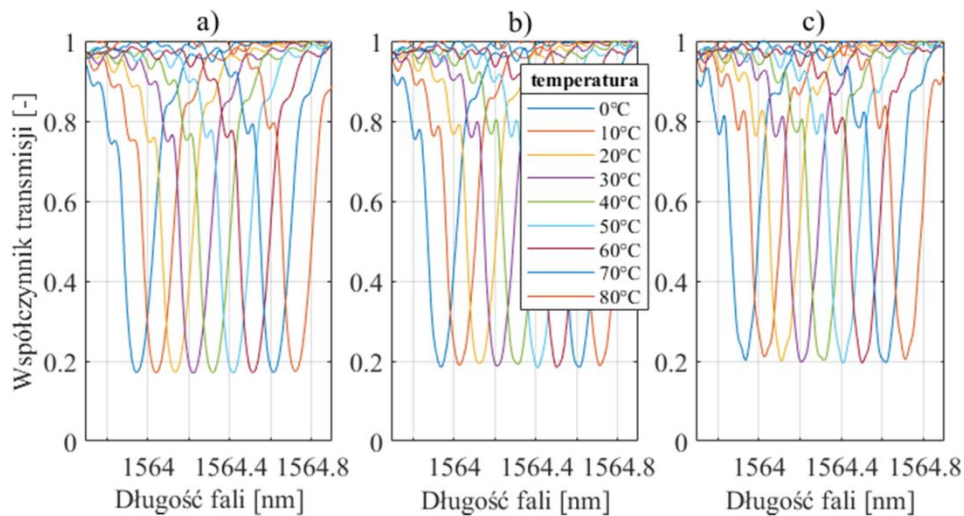 a)
b)
c)
Współczynnik transmisji [-]
1
0.8
0.6
0.4
0.2
0
1564
1564.4
1564.8
Długość fali [nm]
1
0.8
0.6
0.4
0.2
0
1564
1564.4
1564.8
Długość fali [nm]
temperatura
0°C
10°C
20°C
30°C
40°C
50°C
60°C
70°C
80°C
1
0.8
0.6
0.4
0.2
0
1564
1564.4
1564.8
Długość fali [nm]